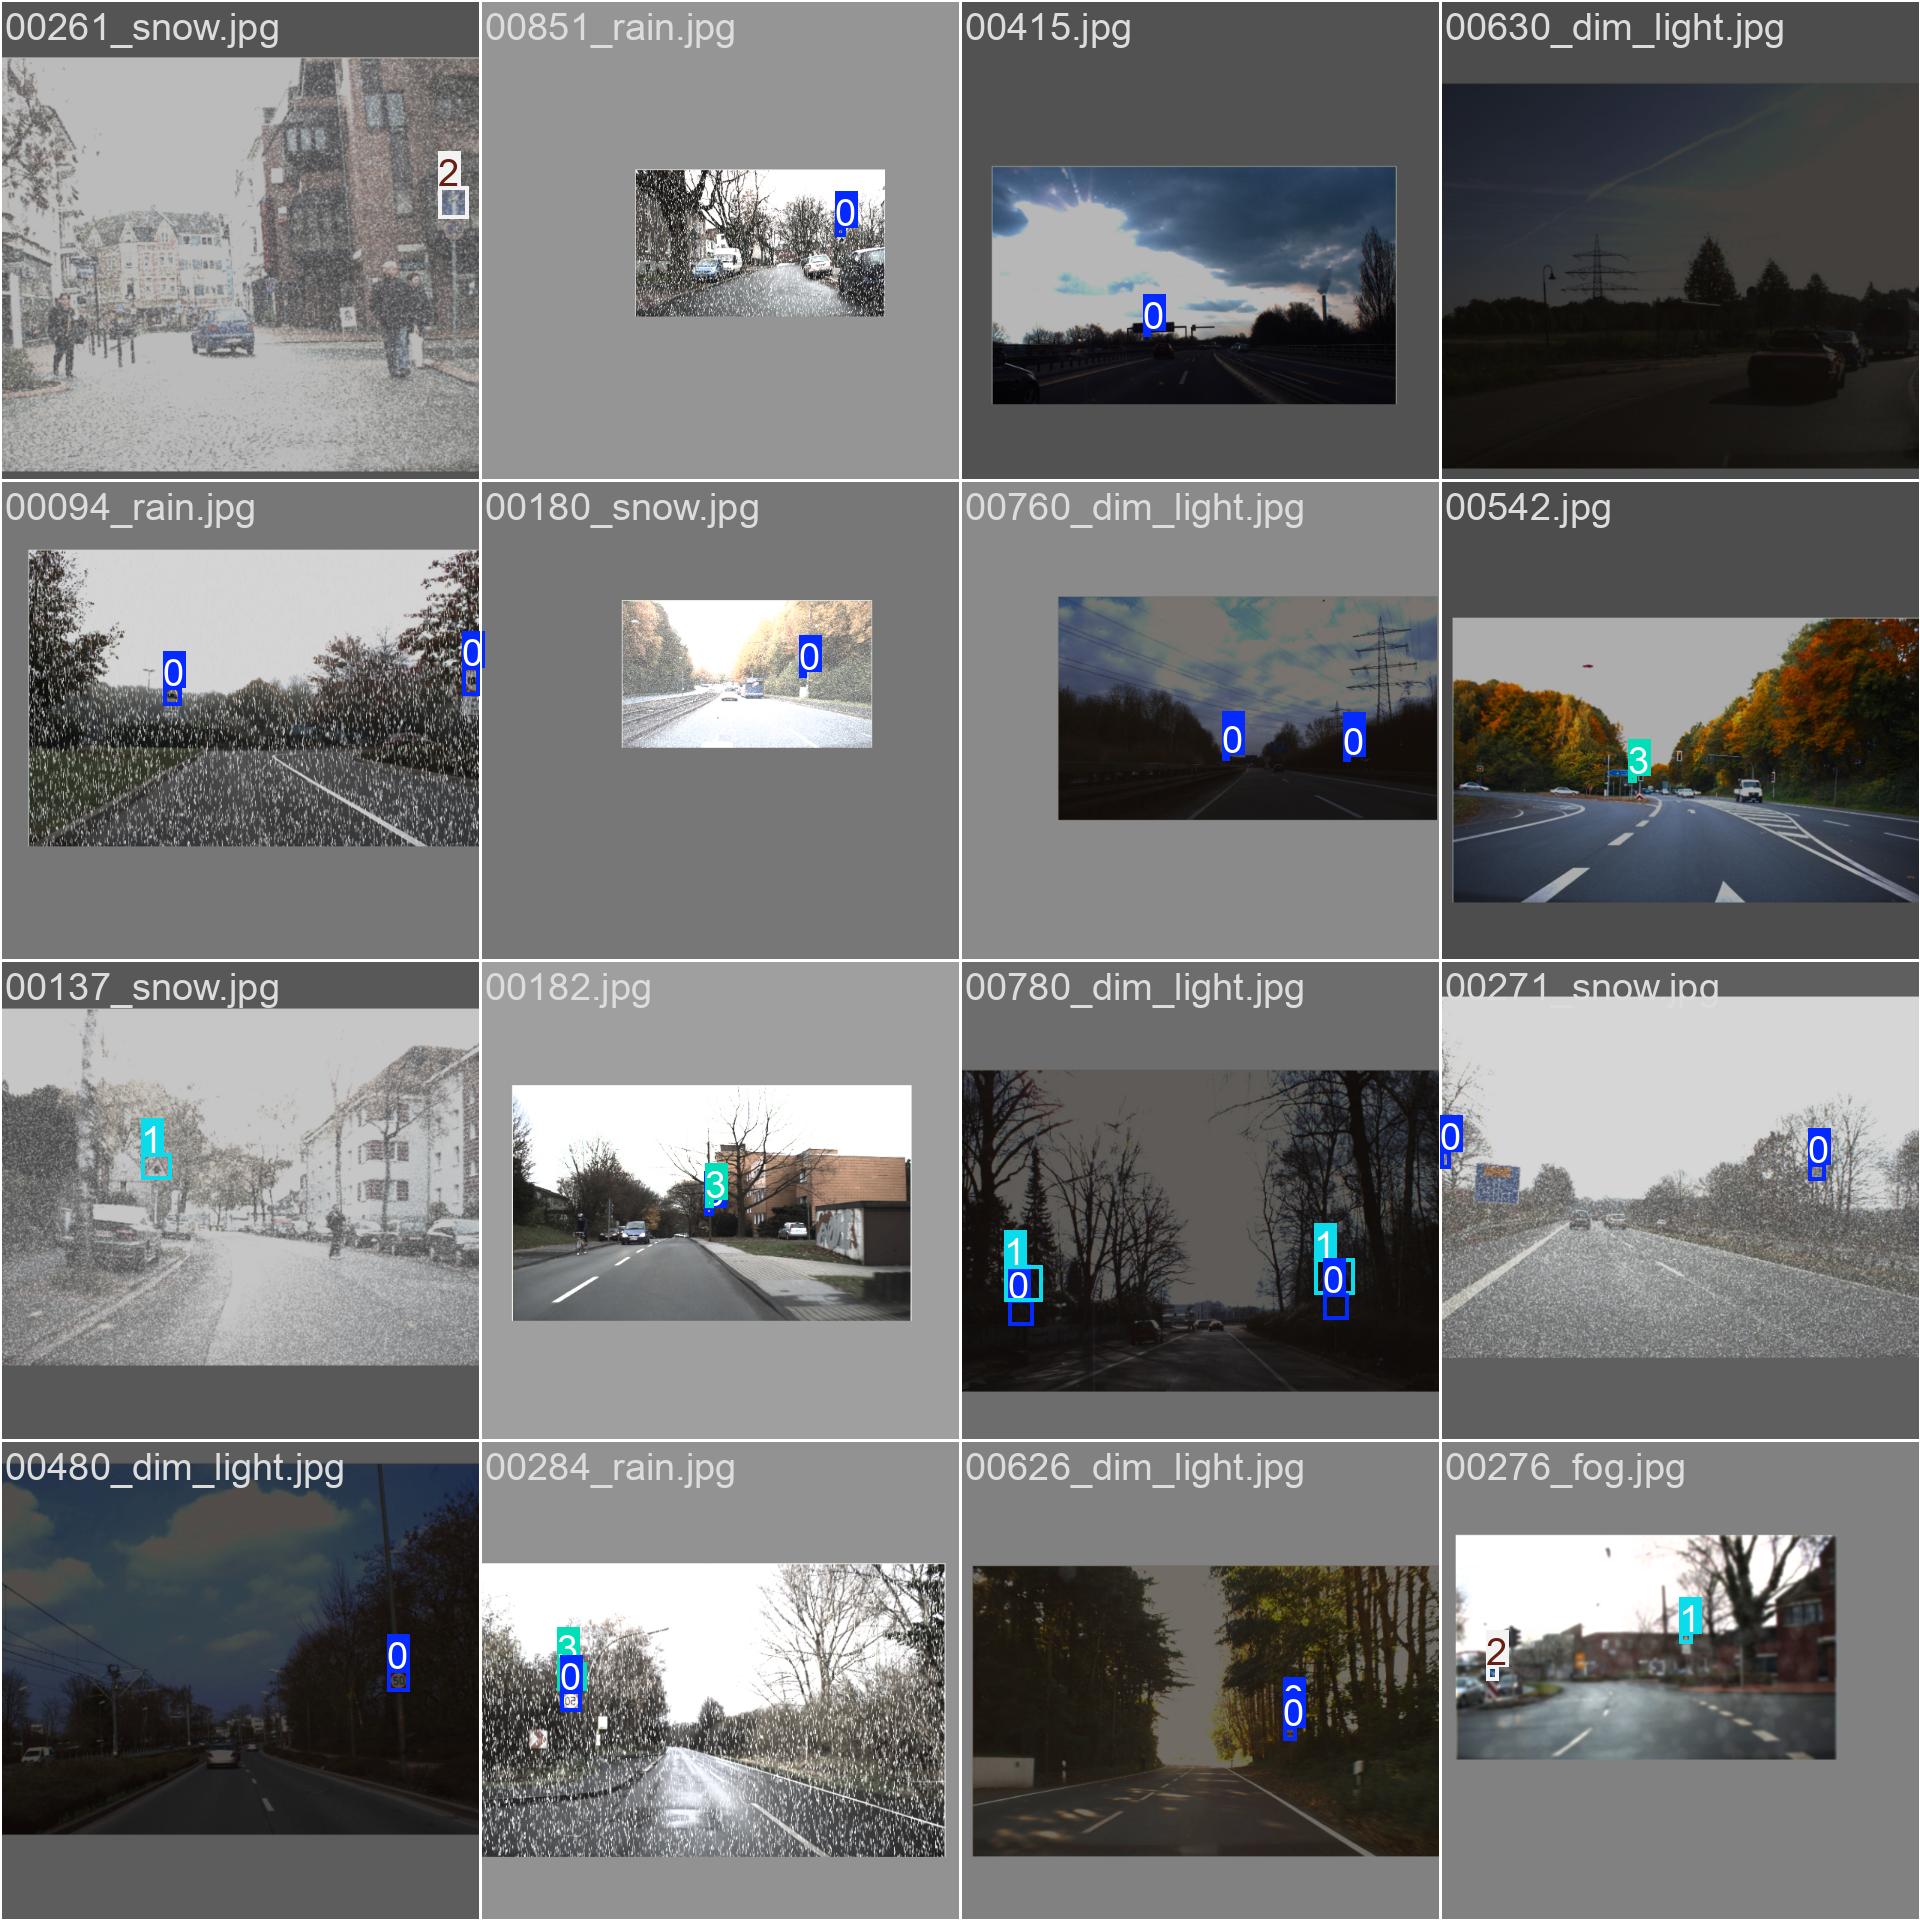 00261_snow.jpg
2
00851_rain.jpg
0
00415.jpg
0
00630_dim_light.jpg
00094_rain.jpg
0
0
00180_snow.jpg
0
00760_dim_light.jpg
0
0
00542.jpg
3
00137_snow.jpg
1
00182.jpg
3
00780_dim_light.jpg
1
0
1
0
00271_snow.jpg
0
0
00480_dim_light.jpg
0
00284_rain.jpg
3
0
00626_dim_light.jpg
0
00276_fog.jpg
1
2